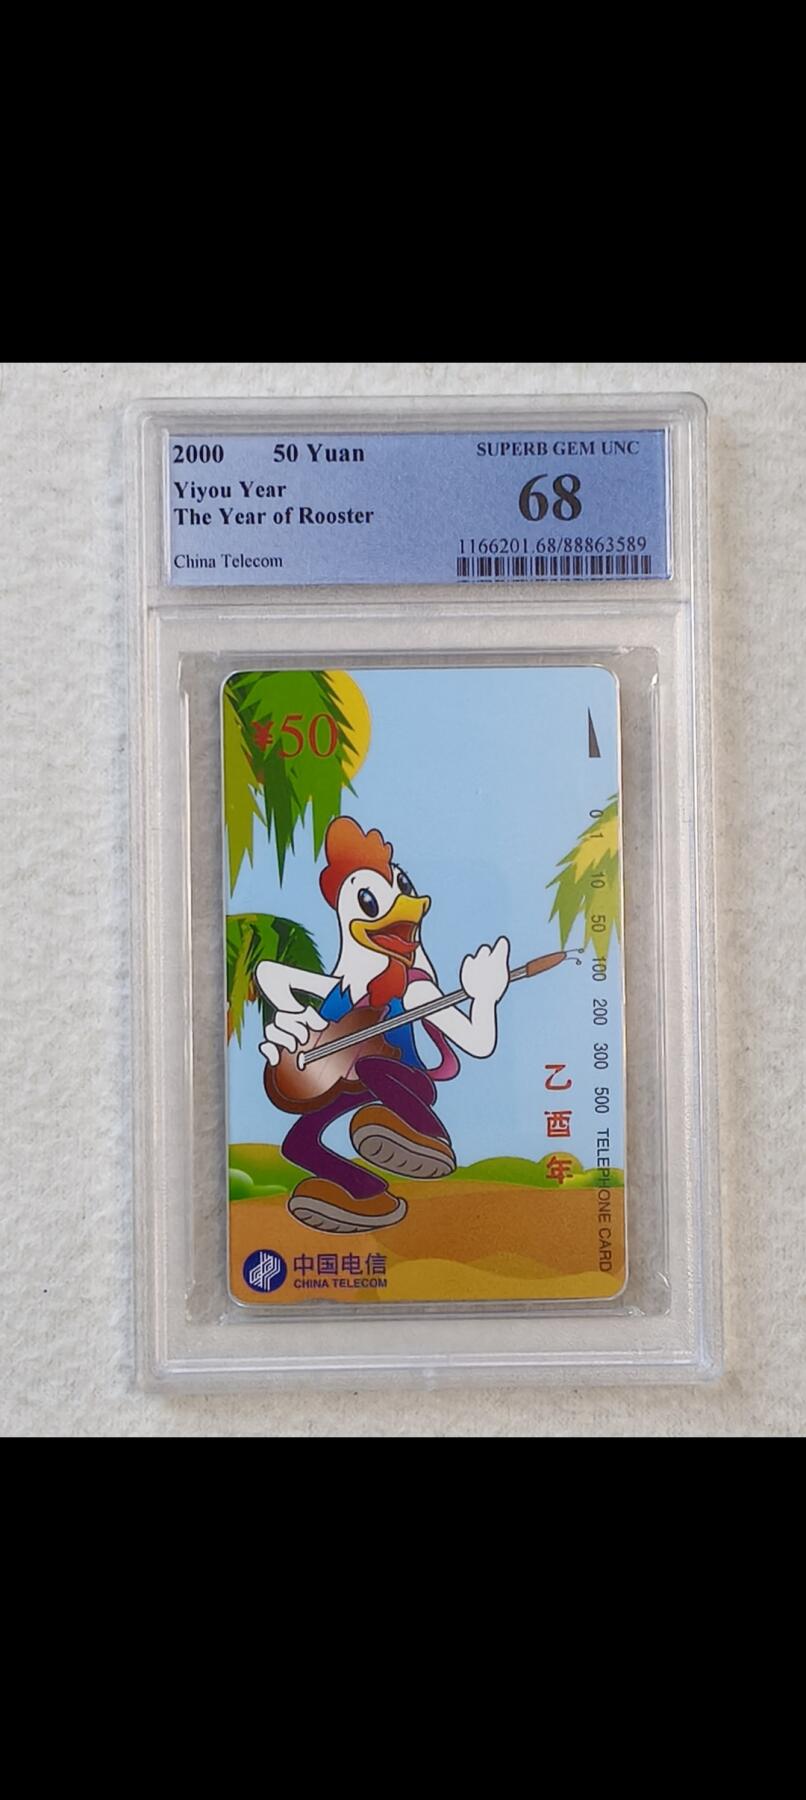 2000 50 Yuan
SUPERB GEM UNC
Yiyou Year
68
The Year of Rooster
1166201.68/88863589
China Telecom
¥50
0 1 10 50 100 200 300 500 TELEPHONE CARD
乙酉年
中国电信
CHINA TELECOM